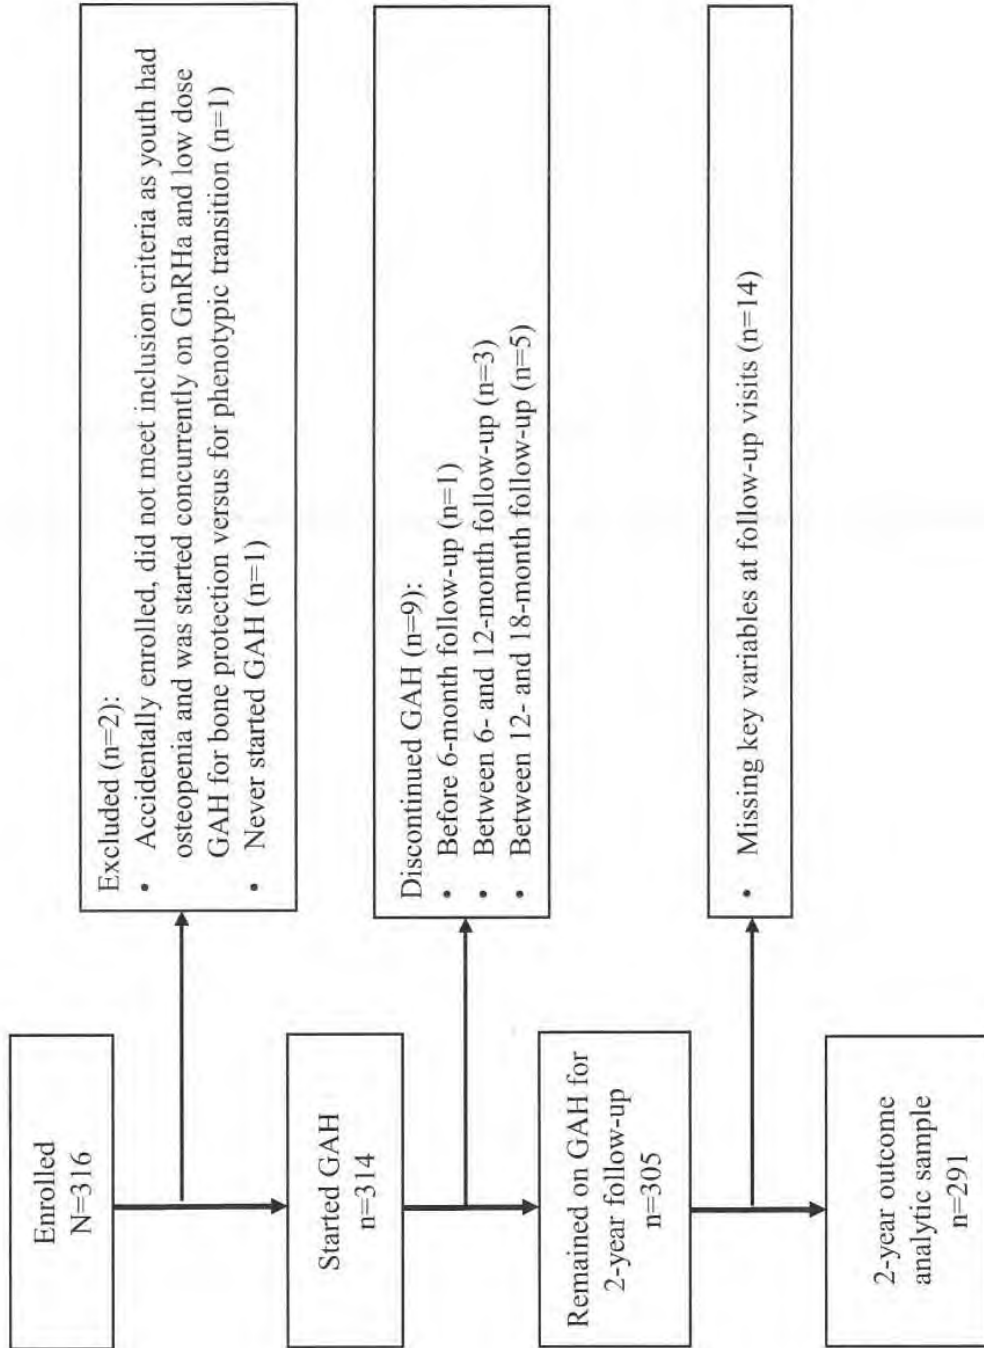 Enrolled
N=316
Excluded (n=2):
• Accidentally enrolled, did not meet inclusion criteria as youth had
osteopenia and was started concurrently on GnRHa and low dose
GAH for bone protection versus for phenotypic transition (n=1)
• Never started GAH (n=1)
Started GAH
n=314
Discontinued GAH (n=9):
• Before 6-month follow-up (n=1)
• Between 6- and 12-month follow-up (n=3)
• Between 12- and 18-month follow-up (n=5)
Remained on GAH for
2-year follow-up
n=305
• Missing key variables at follow-up visits (n=14)
2-year outcome
analytic sample
n=291